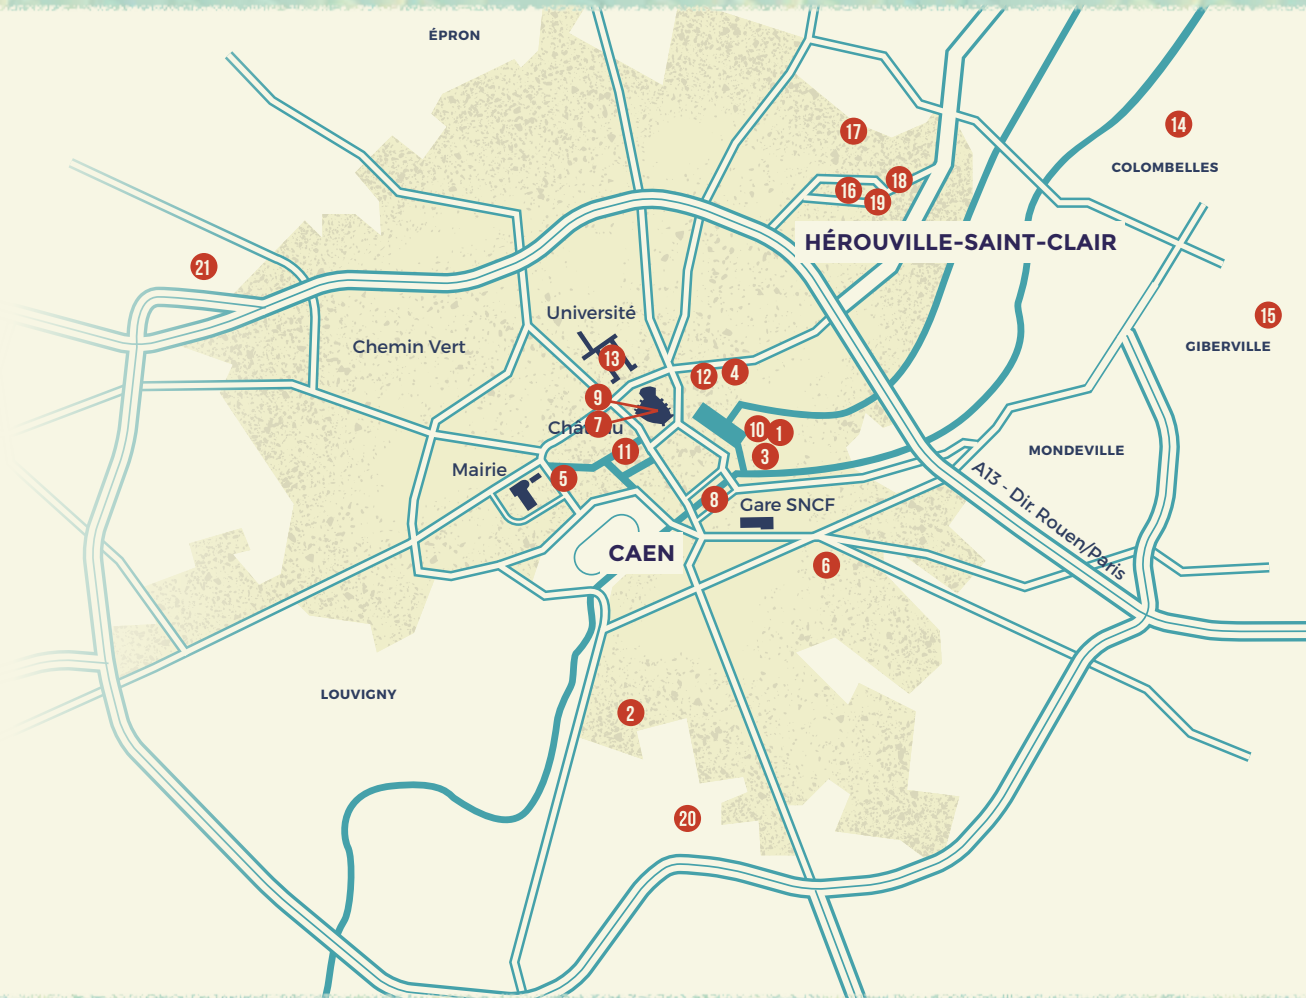 ÉPRON
14
17
COLOMBELLES
18
16
19
HÉROUVILLE-SAINT-CLAIR
21
Université
15
Chemin Vert
GIBERVILLE
13
12
4
9
Château
7
10
1
11
MONDEVILLE
3
Mairie
5
A13 - Dir. Rouen/Paris
8
Gare SNCF
CAEN
6
LOUVIGNY
2
20